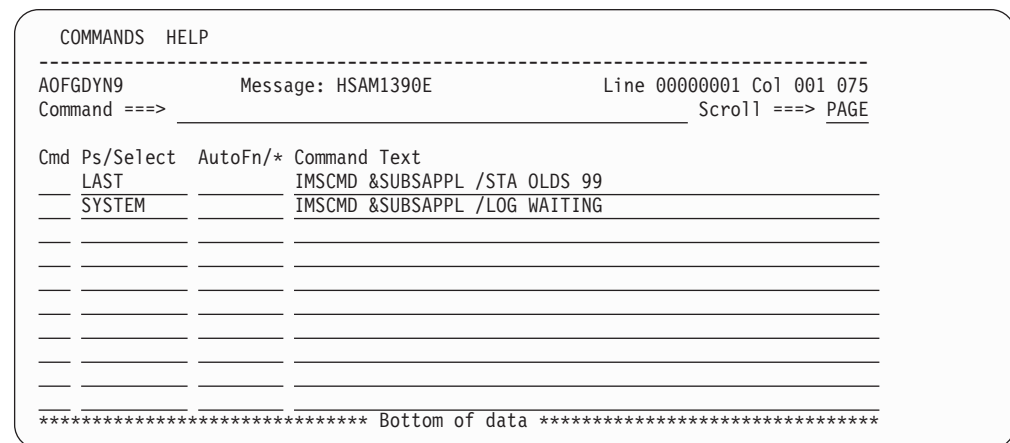 COMMANDS HELP
-------------------------------------------------------------------------------
AOFGDYN9 Message: HSAM1390E Line 00000001 Col 001 075
Command ===> Scroll ===> PAGE
Cmd Ps/Select AutoFn/* Command Text
LAST IMSCMD &SUBSAPPL /STA OLDS 99
SYSTEM IMSCMD &SUBSAPPL /LOG WAITING
******************************* Bottom of data ********************************